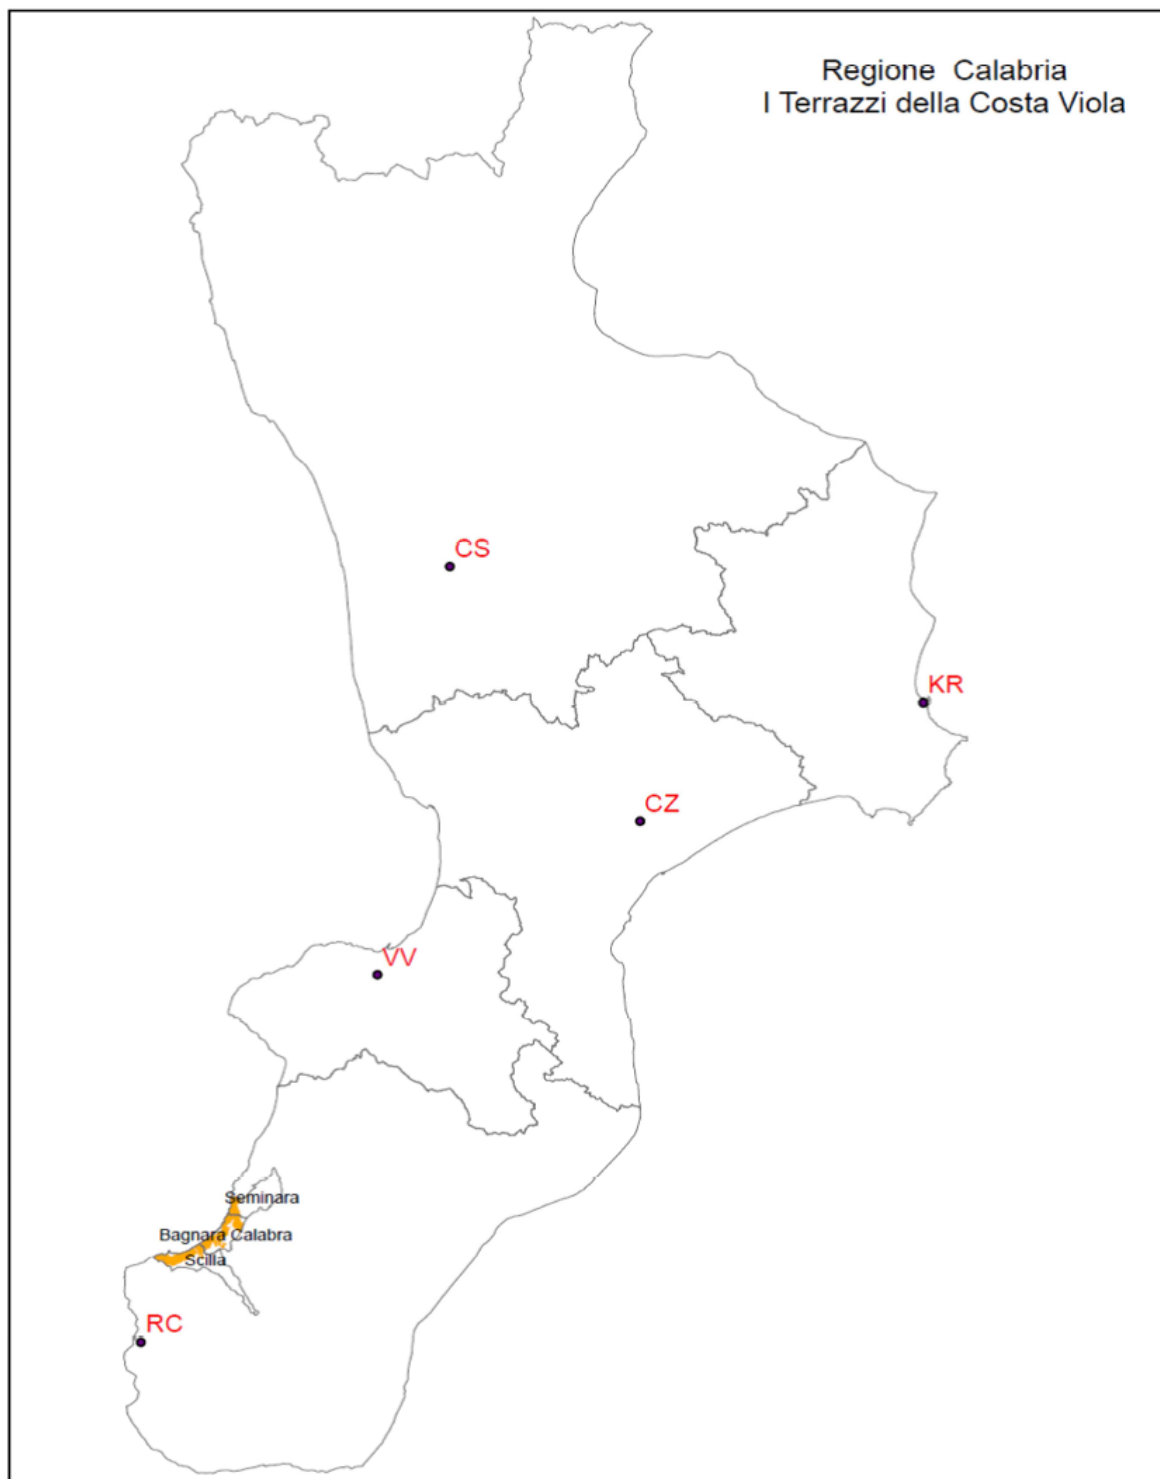 Regione Calabria
I Terrazzi della Costa Viola
CS
KR
CZ
VV
Seminara
Bagnara Calabra
Scilla
RC